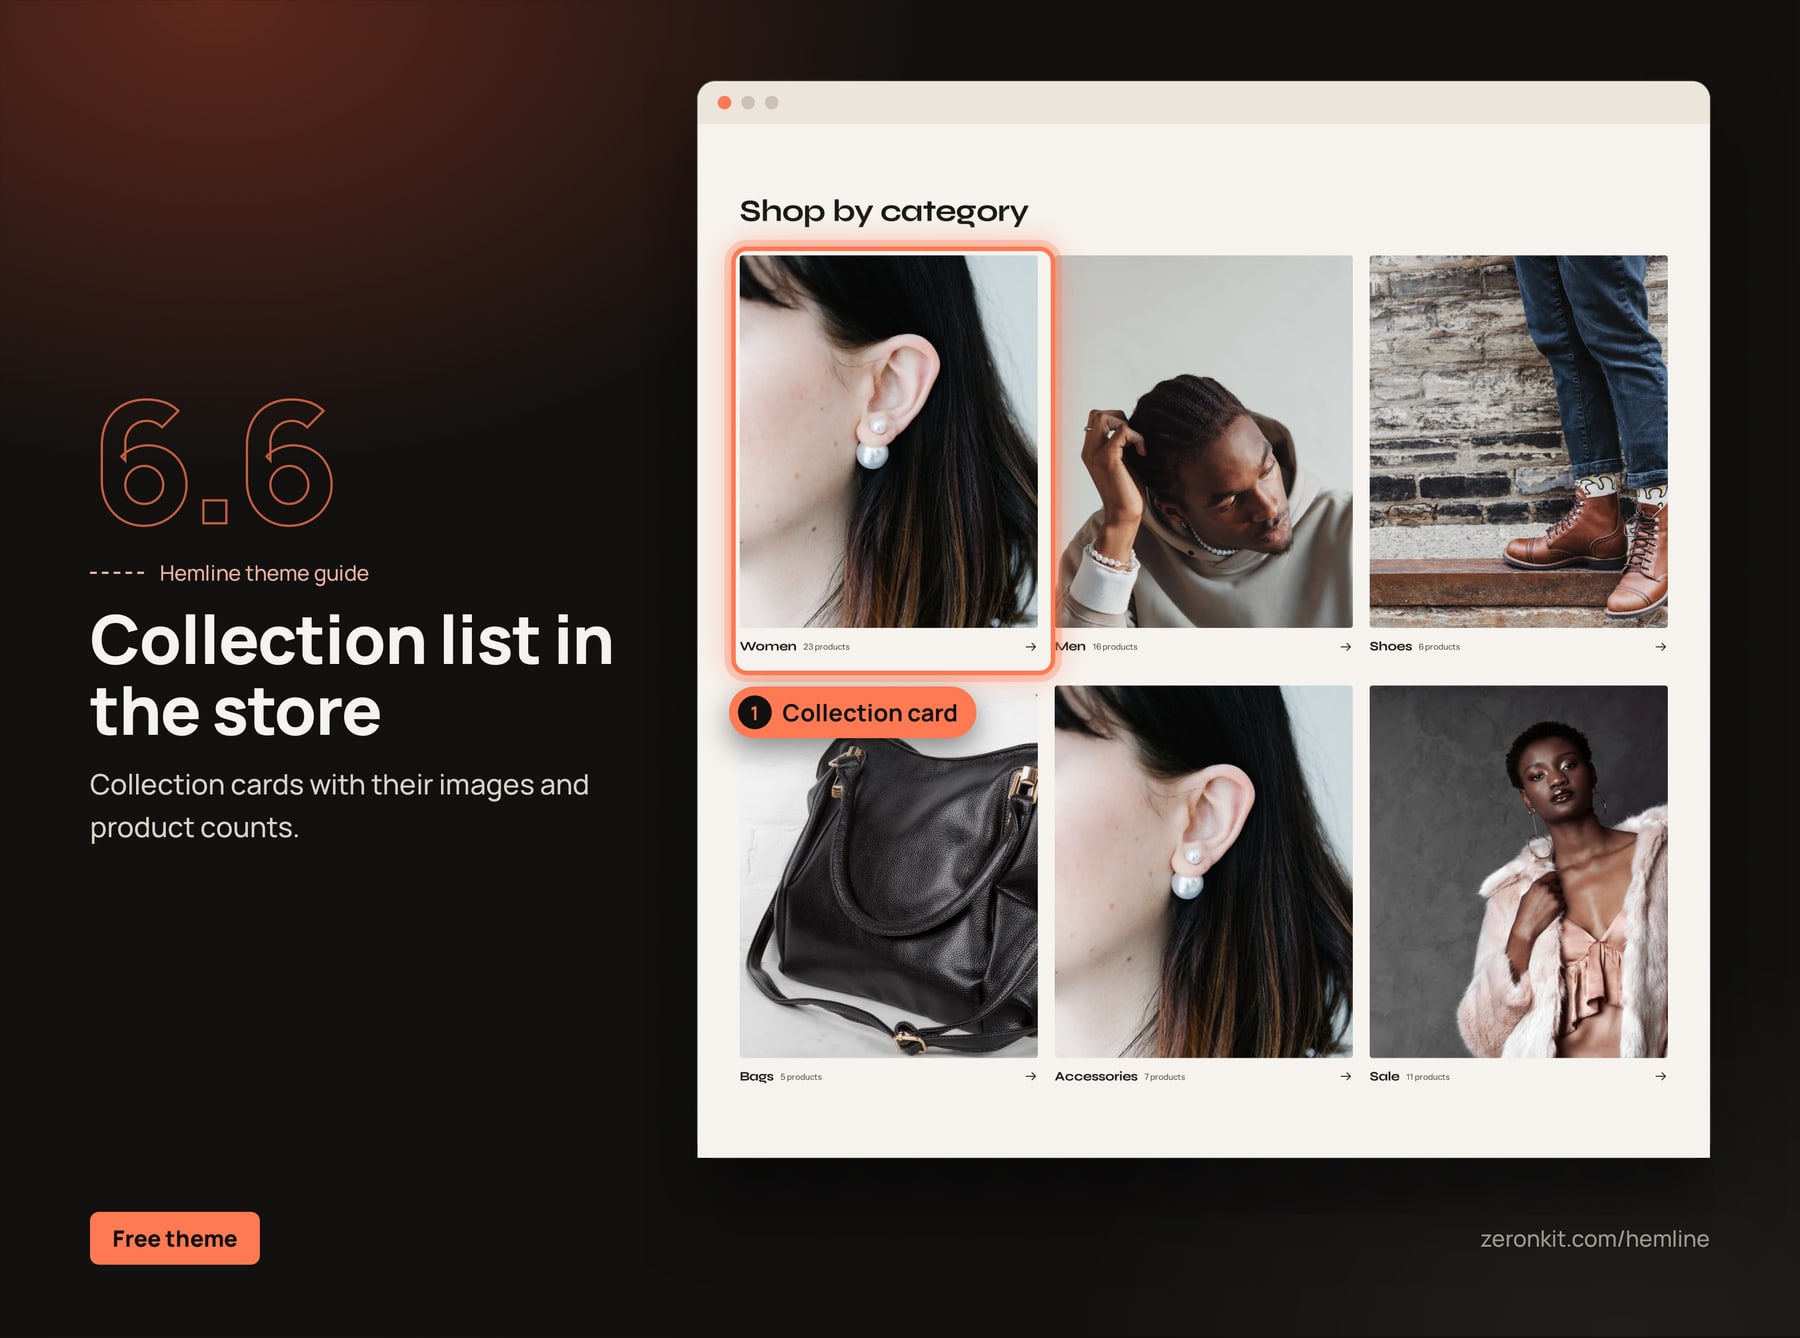 6.6
Hemline theme guide
Collection list in
the store
Collection cards with their images and
product counts.
Free theme
Shop by category
Women 23 products →
Men 16 products →
Shoes 6 products →
1 Collection card
Bags 5 products →
Accessories 7 products →
Sale 11 products →
zeronkit.com/hemline